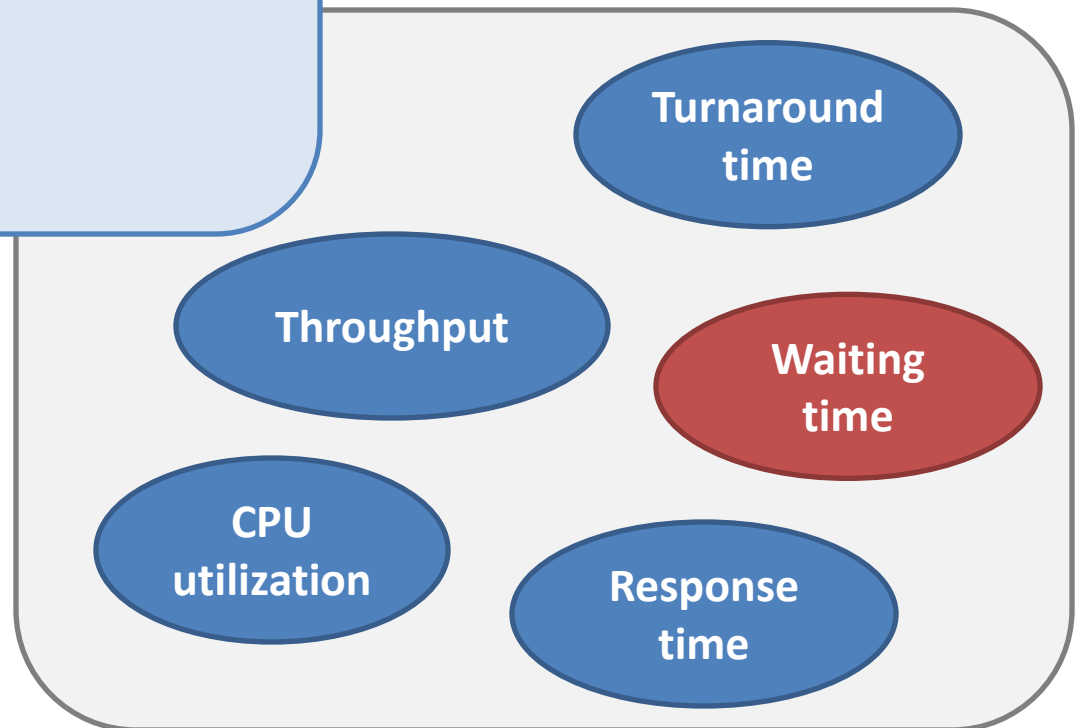 Turnaround
time
Throughput
Waiting
time
CPU
utilization
Response
time